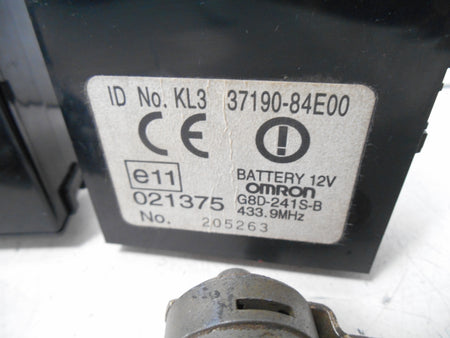 ID No. KL3 37190-84E00
CE
BATTERY 12V
e11
OMRON
021375
G8D-241S-B
433.9MHz
No. 205263